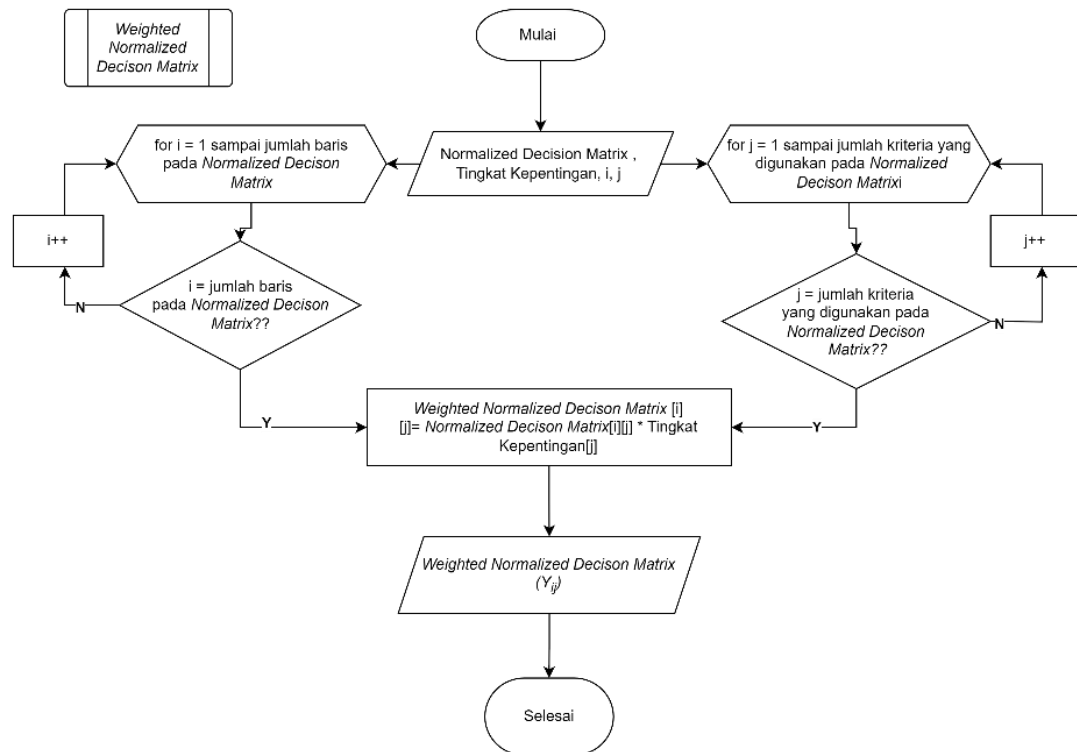 Weighted
Normalized
Decison Matrix
Mulai
for i = 1 sampai jumlah baris
pada Normalized Decison
Matrix
Normalized Decision Matrix ,
Tingkat Kepentingan, i, j
for j = 1 sampai jumlah kriteria yang
digunakan pada Normalized
Decison Matrixi
i++
j++
i = jumlah baris
pada Normalized Decison
Matrix??
N
j = jumlah kriteria
yang digunakan pada
Normalized Decison
Matrix??
N
Y
Weighted Normalized Decison Matrix [i]
[j]= Normalized Decison Matrix[i][j] * Tingkat
Kepentingan[j]
Y
Weighted Normalized Decison Matrix
(Yij)
Selesai